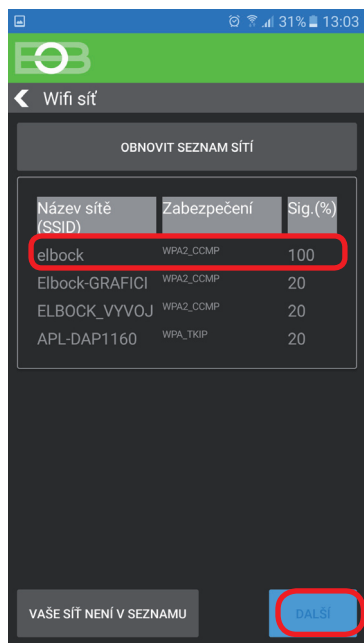 31% 13:03
EOB
Wifi síť
OBNOVIT SEZNAM SÍTÍ
Název sítě Zabezpečení Sig.(%)
(SSID)
elbock WPA2_CCMP 100
Elbock-GRAFICI WPA2_CCMP 20
ELBOCK_VYVOJ WPA2_CCMP 20
APL-DAP1160 WPA_TKIP 20
VAŠE SÍŤ NENÍ V SEZNAMU DALŠÍ